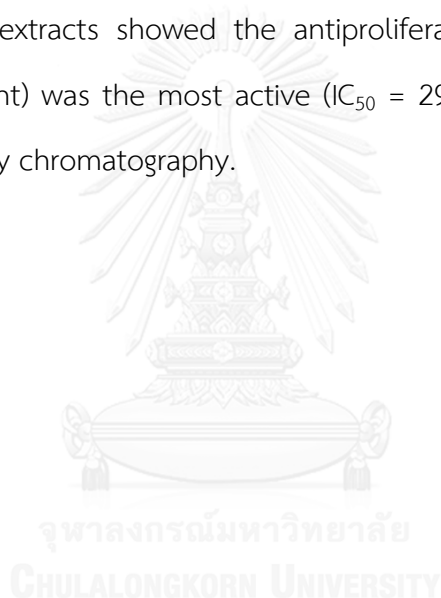 extracts showed the antiprolifera
nt) was the most active (IC₅₀ = 29
y chromatography.
จุฬาลงกรณ์มหาวิทยาลัย
CHULALONGKORN UNIVERSITY